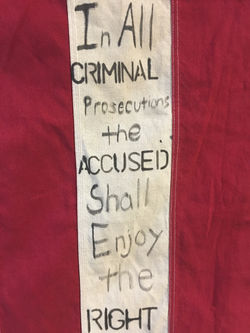 In All
CRIMINAL
Prosecutions
the
ACCUSED
Shall
Enjoy
the
RIGHT